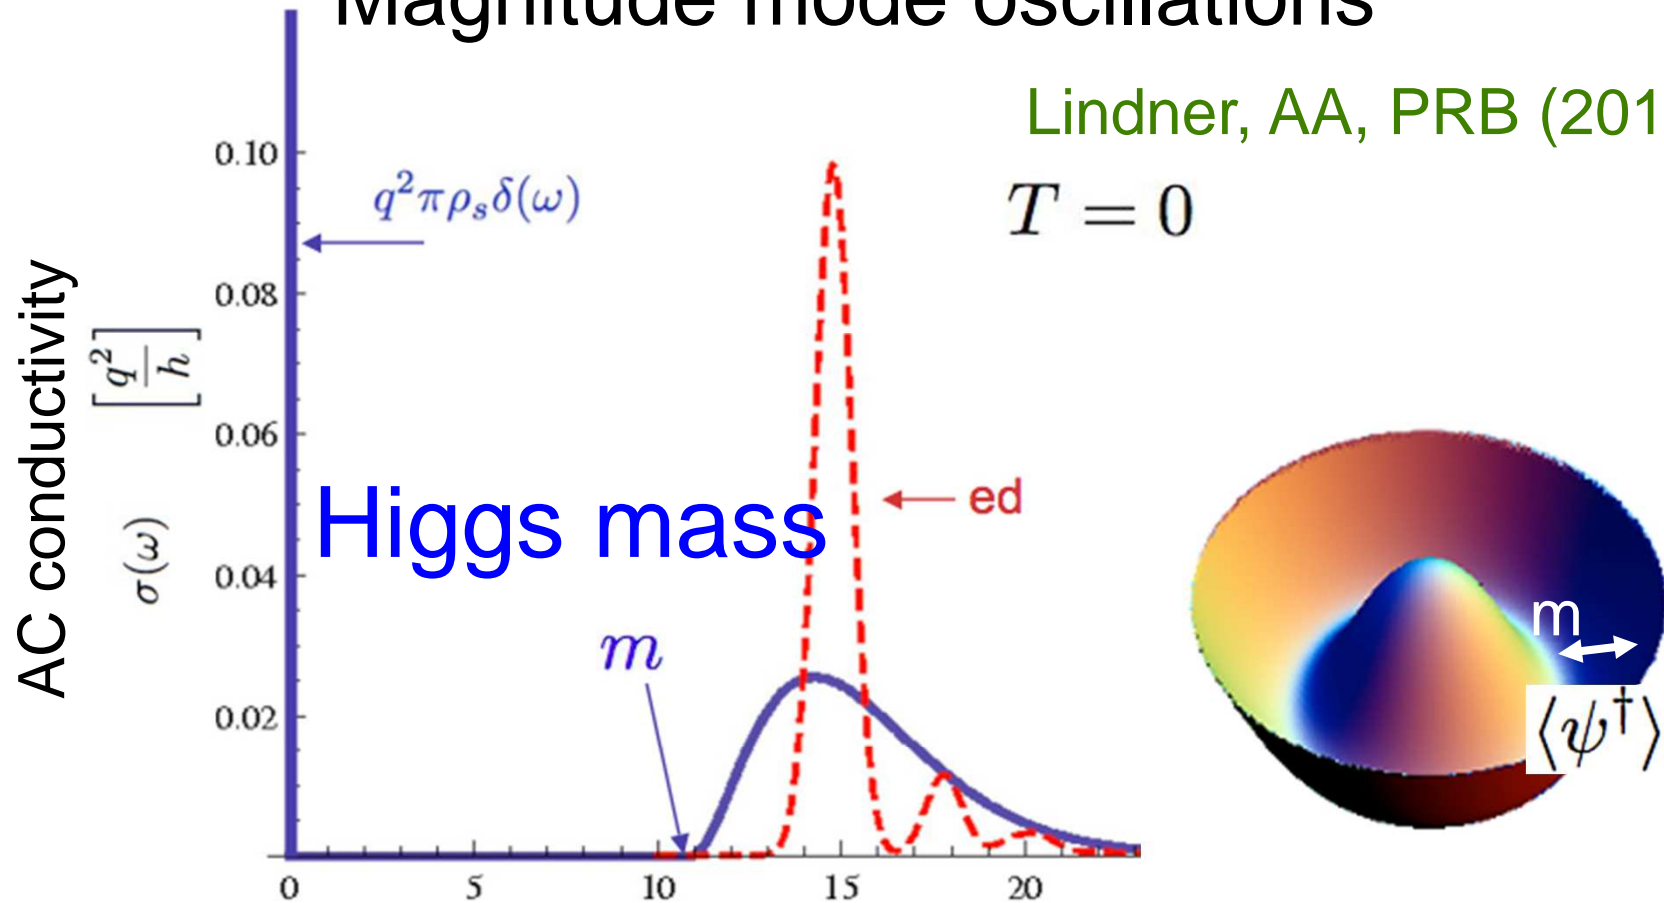 Magnitude mode oscillations
Lindner, AA, PRB (201
T = 0
q²πρₛδ(ω)
AC conductivity
σ(ω) [q²/h]
0.10
0.08
0.06
0.04
0.02
Higgs mass
ed
m
m
⟨ψ†⟩
0 5 10 15 20